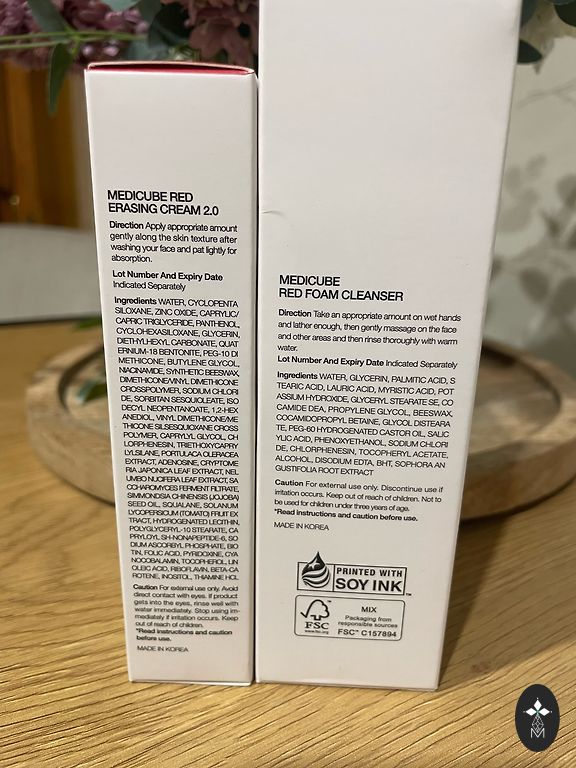 MEDICUBE RED
ERASING CREAM 2.0
Direction Apply appropriate amount
gently along the skin texture after
washing your face and pat lightly for
absorption.
Lot Number And Expiry Date
Indicated Separately
Ingredients WATER, CYCLOPENTA
SILOXANE, ZINC OXIDE, CAPRYLIC/
CAPRIC TRIGLYCERIDE, PANTHENOL,
CYCLOHEXASILOXANE, GLYCERIN,
DIETHYLHEXYL CARBONATE, QUAT
ERNIUM-18 BENTONITE, PEG-10 DI
METHICONE, BUTYLENE GLYCOL,
NIACINAMIDE, SYNTHETIC BEESWAX,
DIMETHICONE/VINYL DIMETHICONE
CROSSPOLYMER, SODIUM CHLORI
DE, SORBITAN SESQUIOLEATE, ISO
DECYL NEOPENTANOATE, 1,2-HEX
ANEDIOL, VINYL DIMETHICONE/ME
THICONE SILSESQUIOXANE CROSS
POLYMER, CAPRYLYL GLYCOL, CH
LORPHENESIN, TRIETHOXYCAPRY
LYLSILANE, PORTULACA OLERACEA
EXTRACT, ADENOSINE, CRYPTOME
RIA JAPONICA LEAF EXTRACT, NEL
UMBO NUCIFERA LEAF EXTRACT, SA
CCHAROMYCES FERMENT FILTRATE,
SIMMONDSIA CHINENSIS (JOJOBA)
SEED OIL, SQUALANE, SOLANUM
LYCOPERSICUM (TOMATO) FRUIT EX
TRACT, HYDROGENATED LECITHIN,
POLYGLYCERYL-10 STEARATE, CA
PRYLOYL SH-NONAPEPTIDE-6, SO
DIUM ASCORBYL PHOSPHATE, BIO
TIN, FOLIC ACID, PYRIDOXINE, CYA
NOCOBALAMIN, TOCOPHEROL, LIN
OLEIC ACID, RIBOFLAVIN, BETA-CA
ROTENE, INOSITOL, THIAMINE HCL
Caution For external use only. Avoid
direct contact with eyes. If product
gets into the eyes, rinse well with
water immediately. Stop using im-
mediately if irritation occurs. Keep
out of reach of children.
*Read instructions and caution
before use.
MADE IN KOREA
MEDICUBE
RED FOAM CLEANSER
Direction Take an appropriate amount on wet hands
and lather enough, then gently massage on the face
and other areas and then rinse thoroughly with warm
water.
Lot Number And Expiry Date Indicated Separately
Ingredients WATER, GLYCERIN, PALMITIC ACID, S
TEARIC ACID, LAURIC ACID, MYRISTIC ACID, POT
ASSIUM HYDROXIDE, GLYCERYL STEARATE SE, CO
CAMIDE DEA, PROPYLENE GLYCOL, BEESWAX,
COCAMIDOPROPYL BETAINE, GLYCOL DISTEARA
TE, PEG-60 HYDROGENATED CASTOR OIL, SALIC
YLIC ACID, PHENOXYETHANOL, SODIUM CHLORI
DE, CHLORPHENESIN, TOCOPHERYL ACETATE,
ALCOHOL, DISODIUM EDTA, BHT, SOPHORA AN
GUSTIFOLIA ROOT EXTRACT
Caution For external use only. Discontinue use if
irritation occurs. Keep out of reach of children. Not to
be used for children under three years of age.
*Read instructions and caution before use.
MADE IN KOREA
PRINTED WITH
SOY INK™
FSC
www.fsc.org
MIX
Packaging from
responsible sources
FSC™ C157894
M